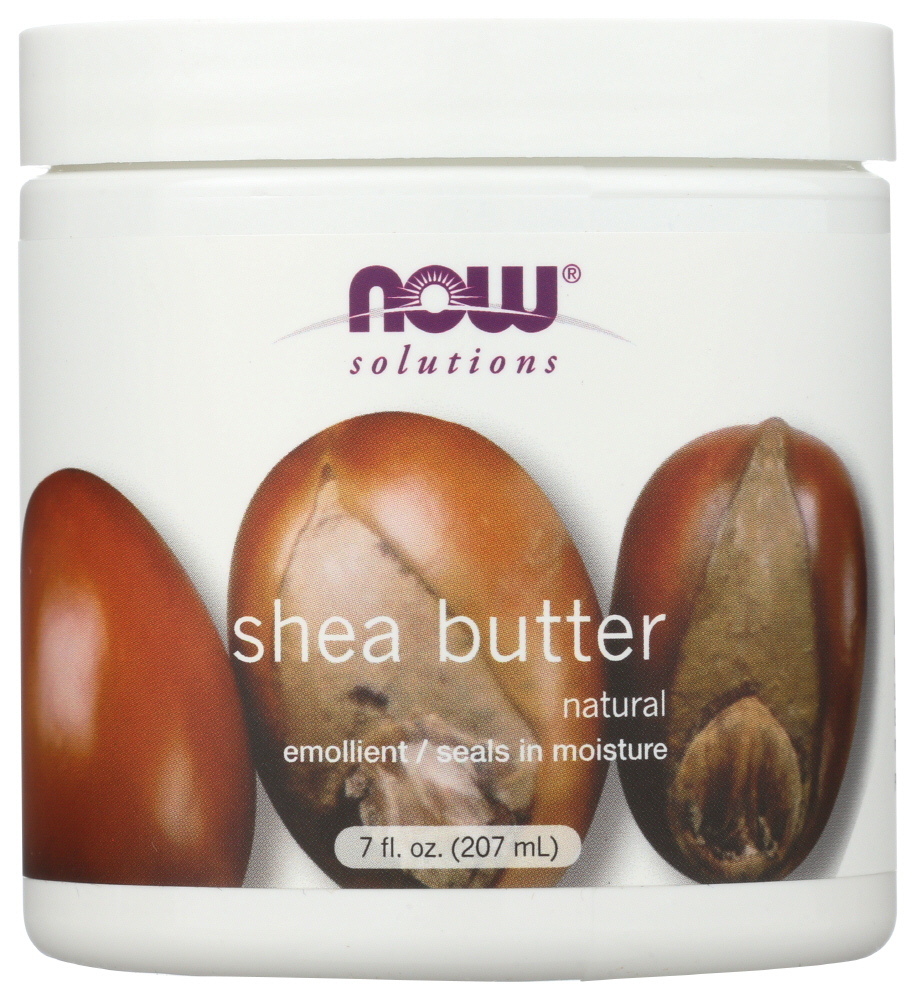 NOW®
solutions
shea butter
natural
emollient / seals in moisture
7 fl. oz. (207 mL)